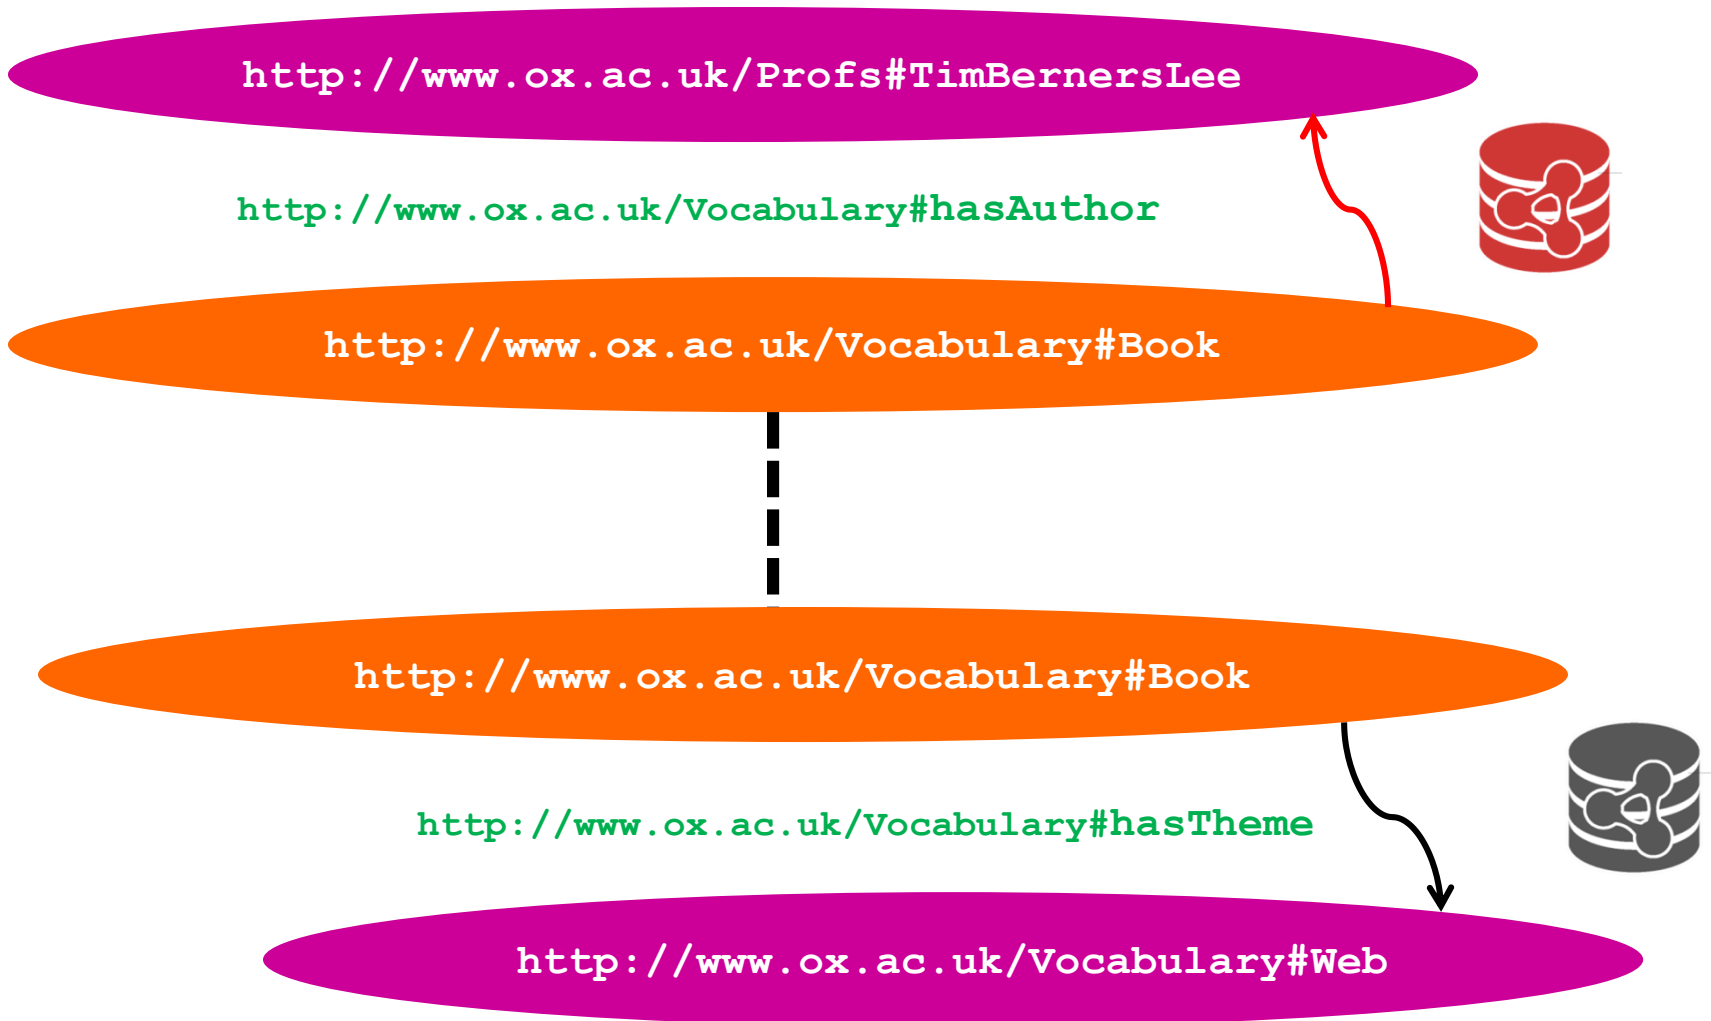 http://www.ox.ac.uk/Profs#TimBernersLee
http://www.ox.ac.uk/Vocabulary#hasAuthor
http://www.ox.ac.uk/Vocabulary#Book
http://www.ox.ac.uk/Vocabulary#Book
http://www.ox.ac.uk/Vocabulary#hasTheme
http://www.ox.ac.uk/Vocabulary#Web